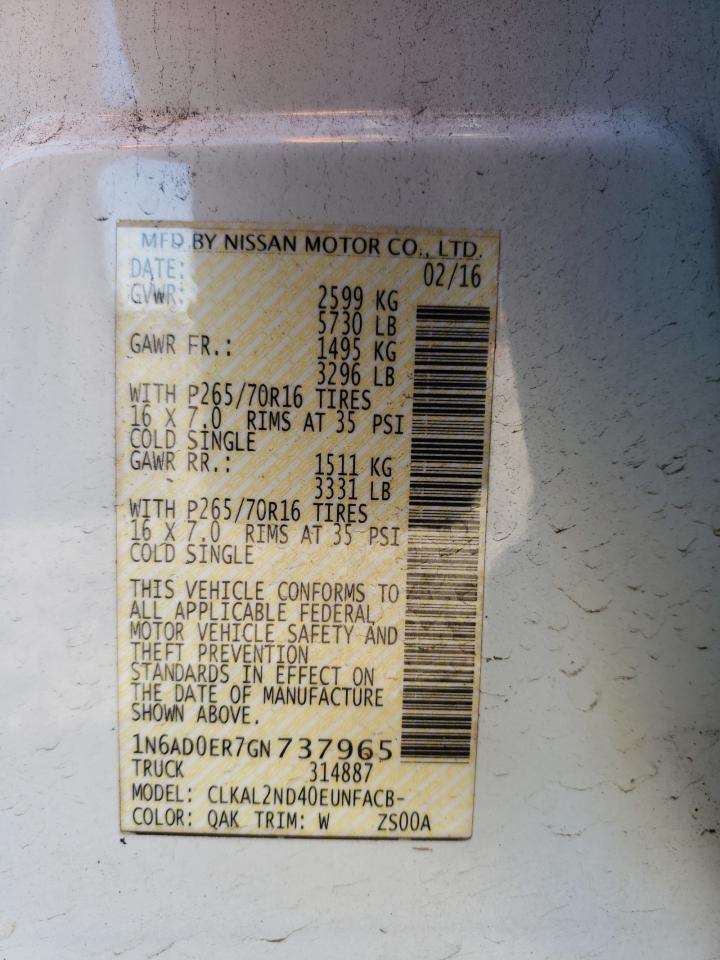 MFD.BY NISSAN MOTOR CO., LTD.
DATE: 02/16
GVWR: 2599 KG
5730 LB
GAWR FR.: 1495 KG
3296 LB
WITH P265/70R16 TIRES
16 X 7.0 RIMS AT 35 PSI
COLD SINGLE
GAWR RR.: 1511 KG
3331 LB
WITH P265/70R16 TIRES
16 X 7.0 RIMS AT 35 PSI
COLD SINGLE
THIS VEHICLE CONFORMS TO
ALL APPLICABLE FEDERAL
MOTOR VEHICLE SAFETY AND
THEFT PREVENTION
STANDARDS IN EFFECT ON
THE DATE OF MANUFACTURE
SHOWN ABOVE.
1N6AD0ER7GN737965
TRUCK 314887
MODEL: CLKAL2ND40EUNFACB-
COLOR: QAK TRIM: W ZS00A